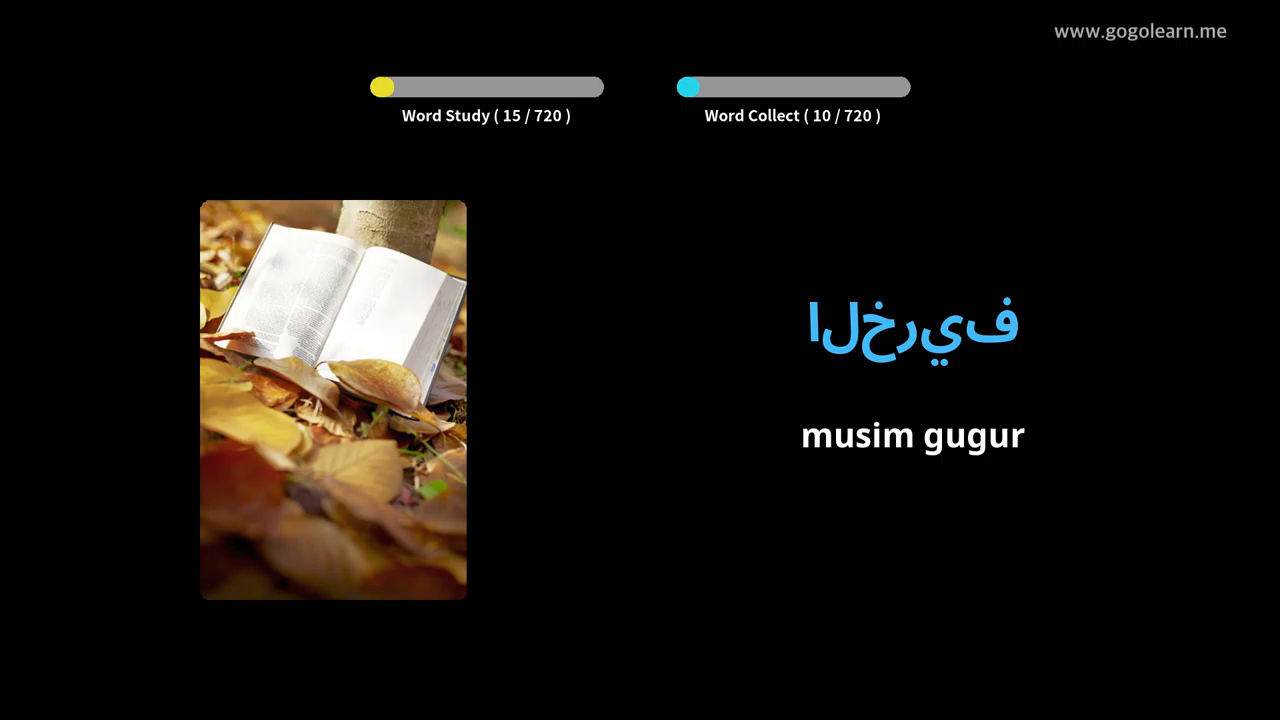 www.gogolearn.me
Word Study ( 15 / 720 )
Word Collect ( 10 / 720 )
الخريف
musim gugur